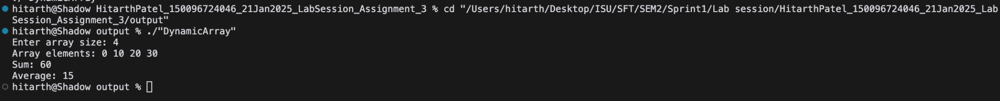 hitarth@Shadow HitarthPatel_150096724046_21Jan2025_LabSession_Assignment_3 % cd "/Users/hitarth/Desktop/ISU/SFT/SEM2/Sprint1/Lab session/HitarthPatel_150096724046_21Jan2025_Lab
Session_Assignment_3/output"
hitarth@Shadow output % ./"DynamicArray"
Enter array size: 4
Array elements: 0 10 20 30
Sum: 60
Average: 15
hitarth@Shadow output %